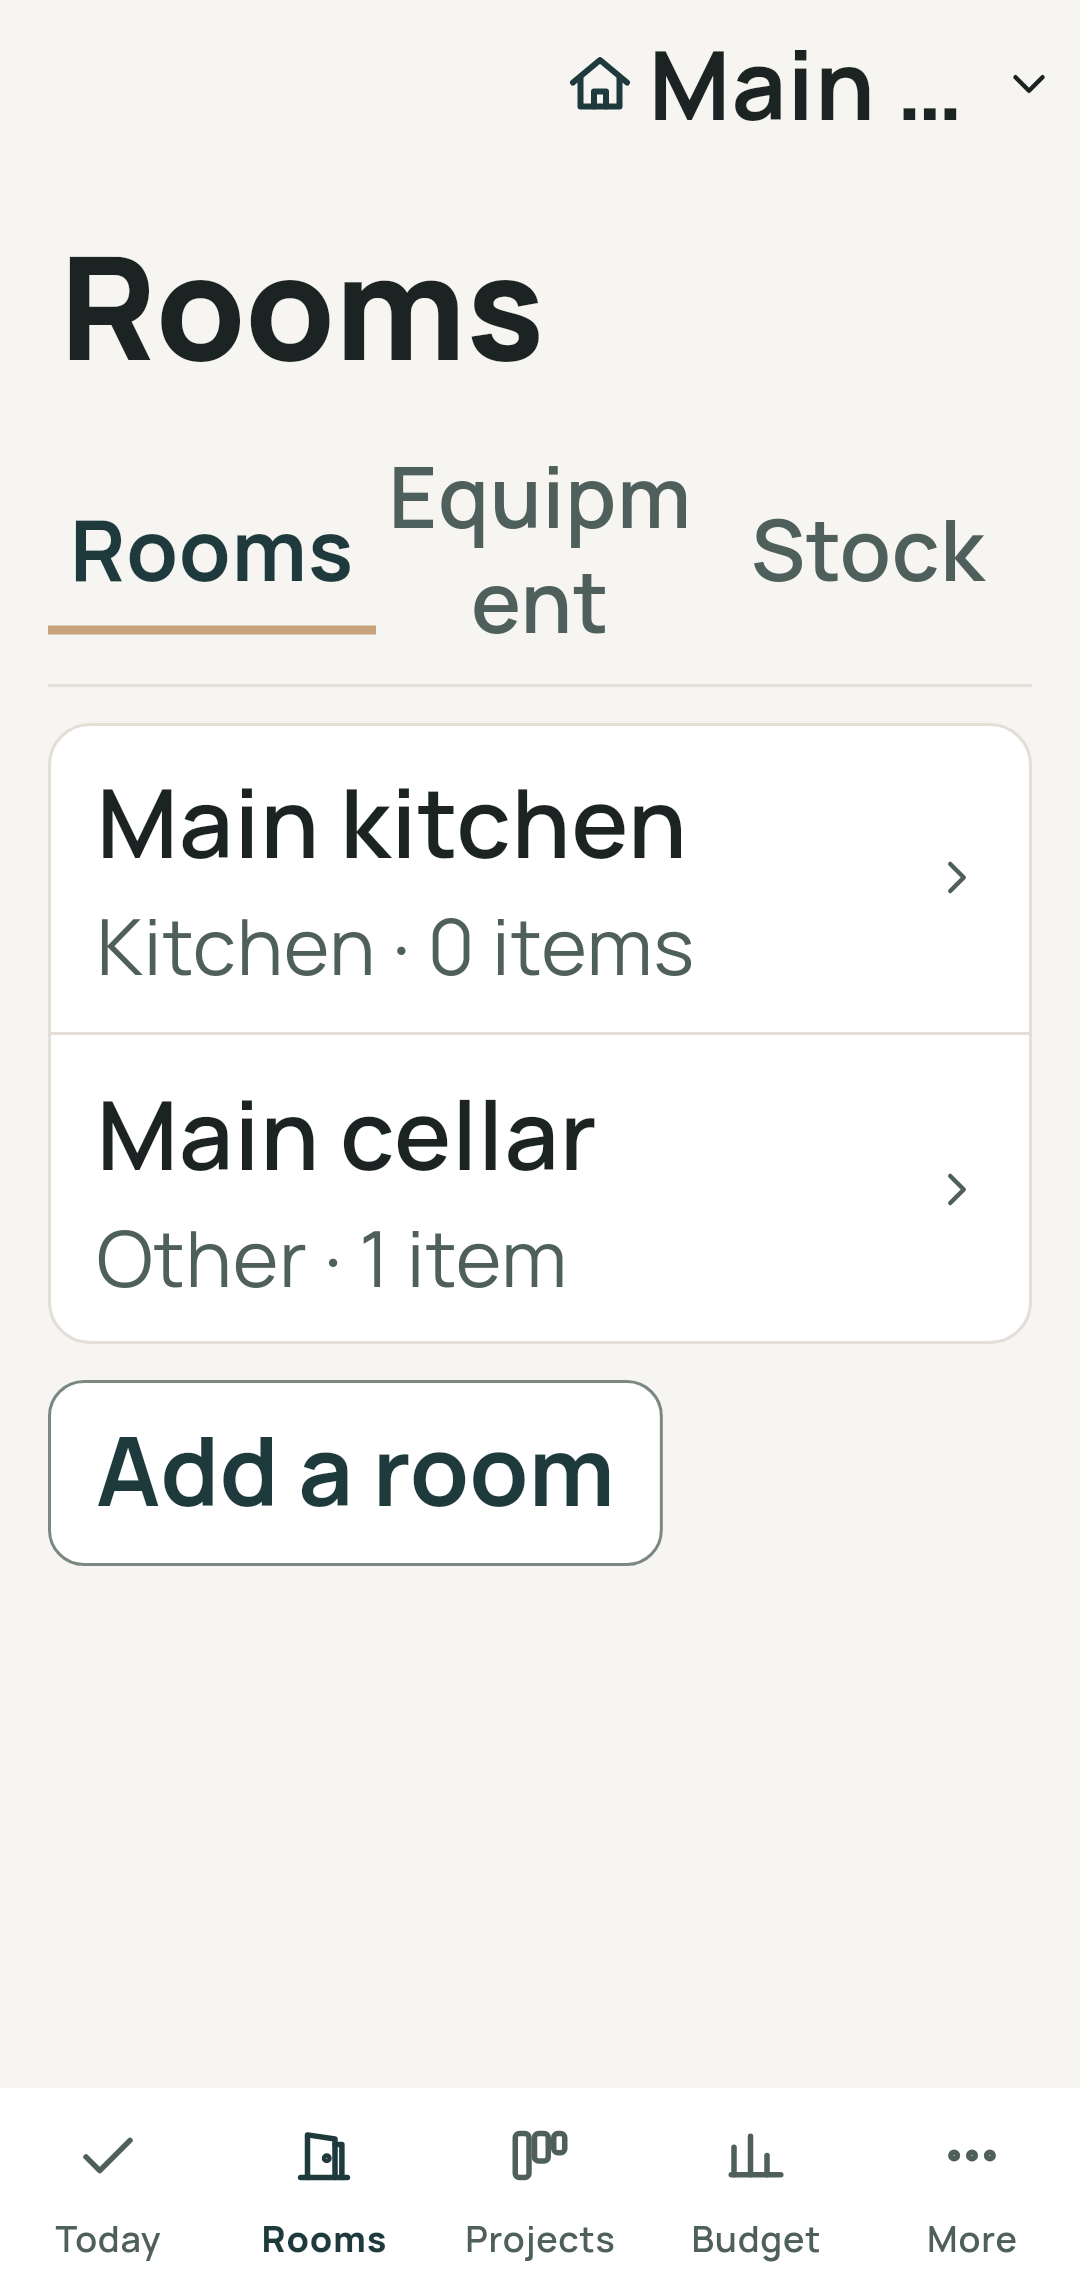 Main ...
Rooms
Rooms
Equipm
ent
Stock
Main kitchen
Kitchen · 0 items
Main cellar
Other · 1 item
Add a room
Today
Rooms
Projects
Budget
More